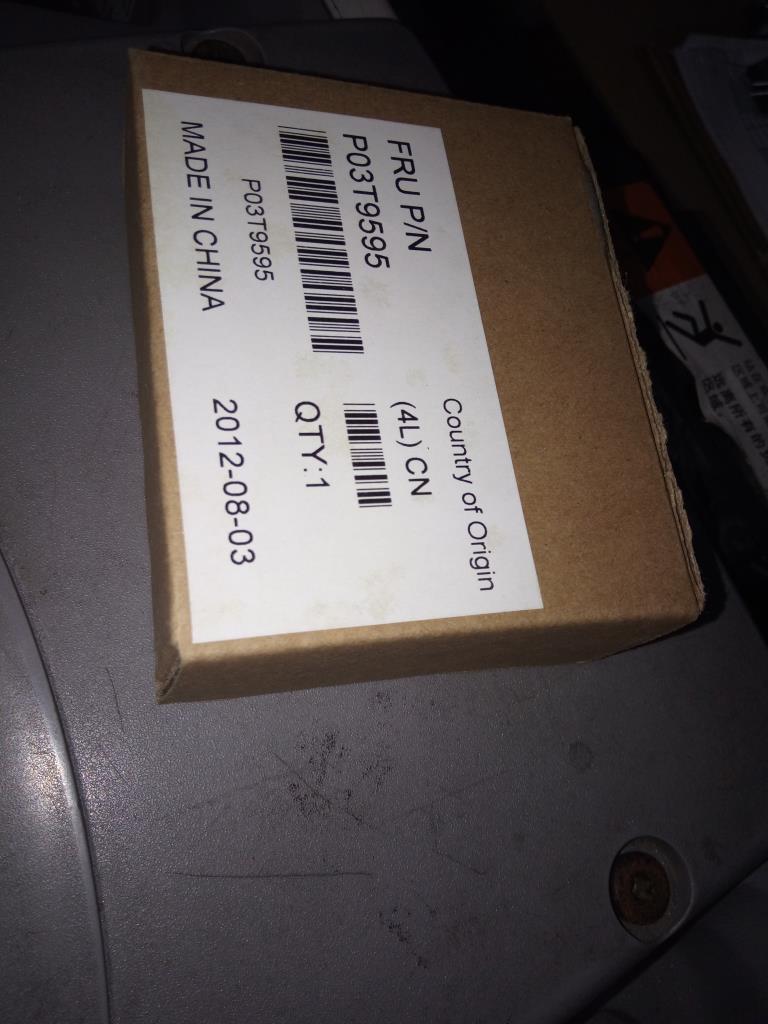 FRU P/N
P03T9595
P03T9595
MADE IN CHINA
Country of Origin
(4L) CN
QTY:1
2012-08-03